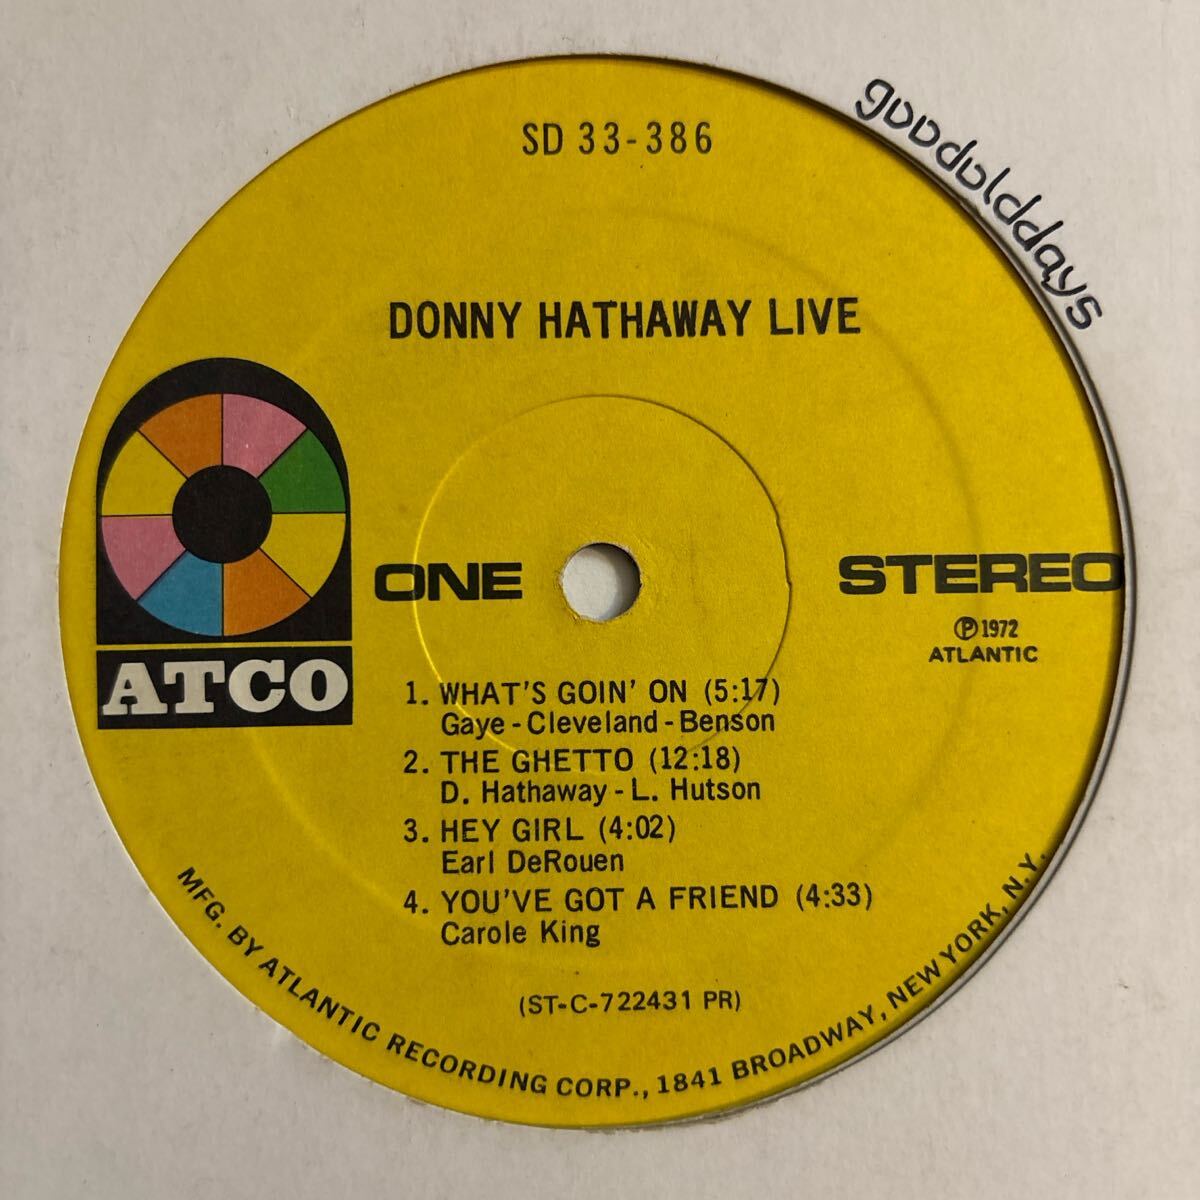 gooodolddays
SD 33-386
DONNY HATHAWAY LIVE
ATCO
ONE
STEREO
℗ 1972
ATLANTIC
1. WHAT'S GOIN' ON (5:17)
Gaye - Cleveland - Benson
2. THE GHETTO (12:18)
D. Hathaway - L. Hutson
3. HEY GIRL (4:02)
Earl DeRouen
4. YOU'VE GOT A FRIEND (4:33)
Carole King
(ST-C-722431 PR)
MFG. BY ATLANTIC RECORDING CORP., 1841 BROADWAY, NEW YORK, N.Y.